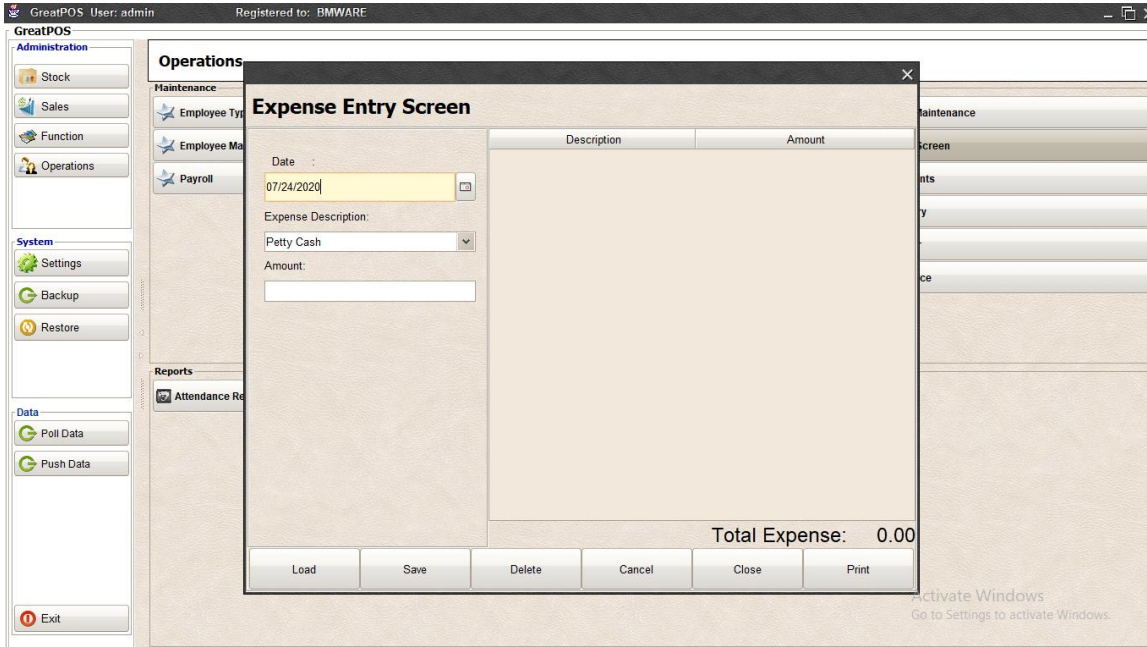 GreatPOS User: admin Registered to: BMWARE
GreatPOS
Administration
Stock
Sales
Function
Operations
System
Settings
Backup
Restore
Data
Poll Data
Push Data
Exit
Operations
Maintenance
Employee Typ
Employee Ma
Payroll
Reports
Attendance Re
Expense Entry Screen
Date :
07/24/2020
Expense Description:
Petty Cash
Amount:
Description Amount
Total Expense: 0.00
Load Save Delete Cancel Close Print
Maintenance
Screen
nts
y
ce
Activate Windows
Go to Settings to activate Windows.